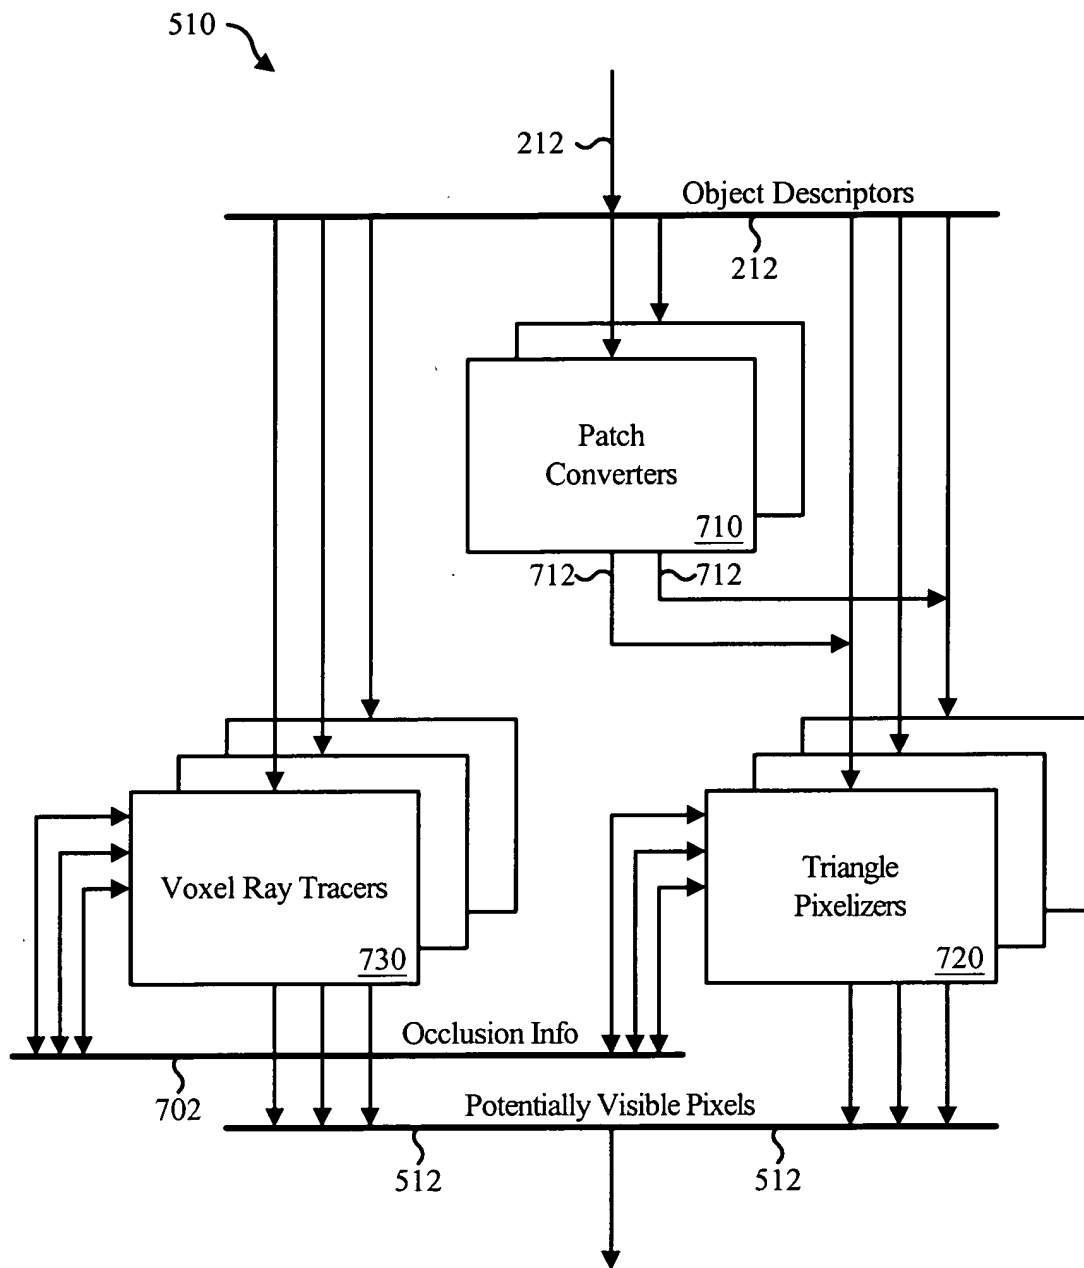 510
212
Object Descriptors
212
Patch
Converters
710
712
712
Voxel Ray Tracers
730
Triangle
Pixelizers
720
Occlusion Info
702
Potentially Visible Pixels
512
512